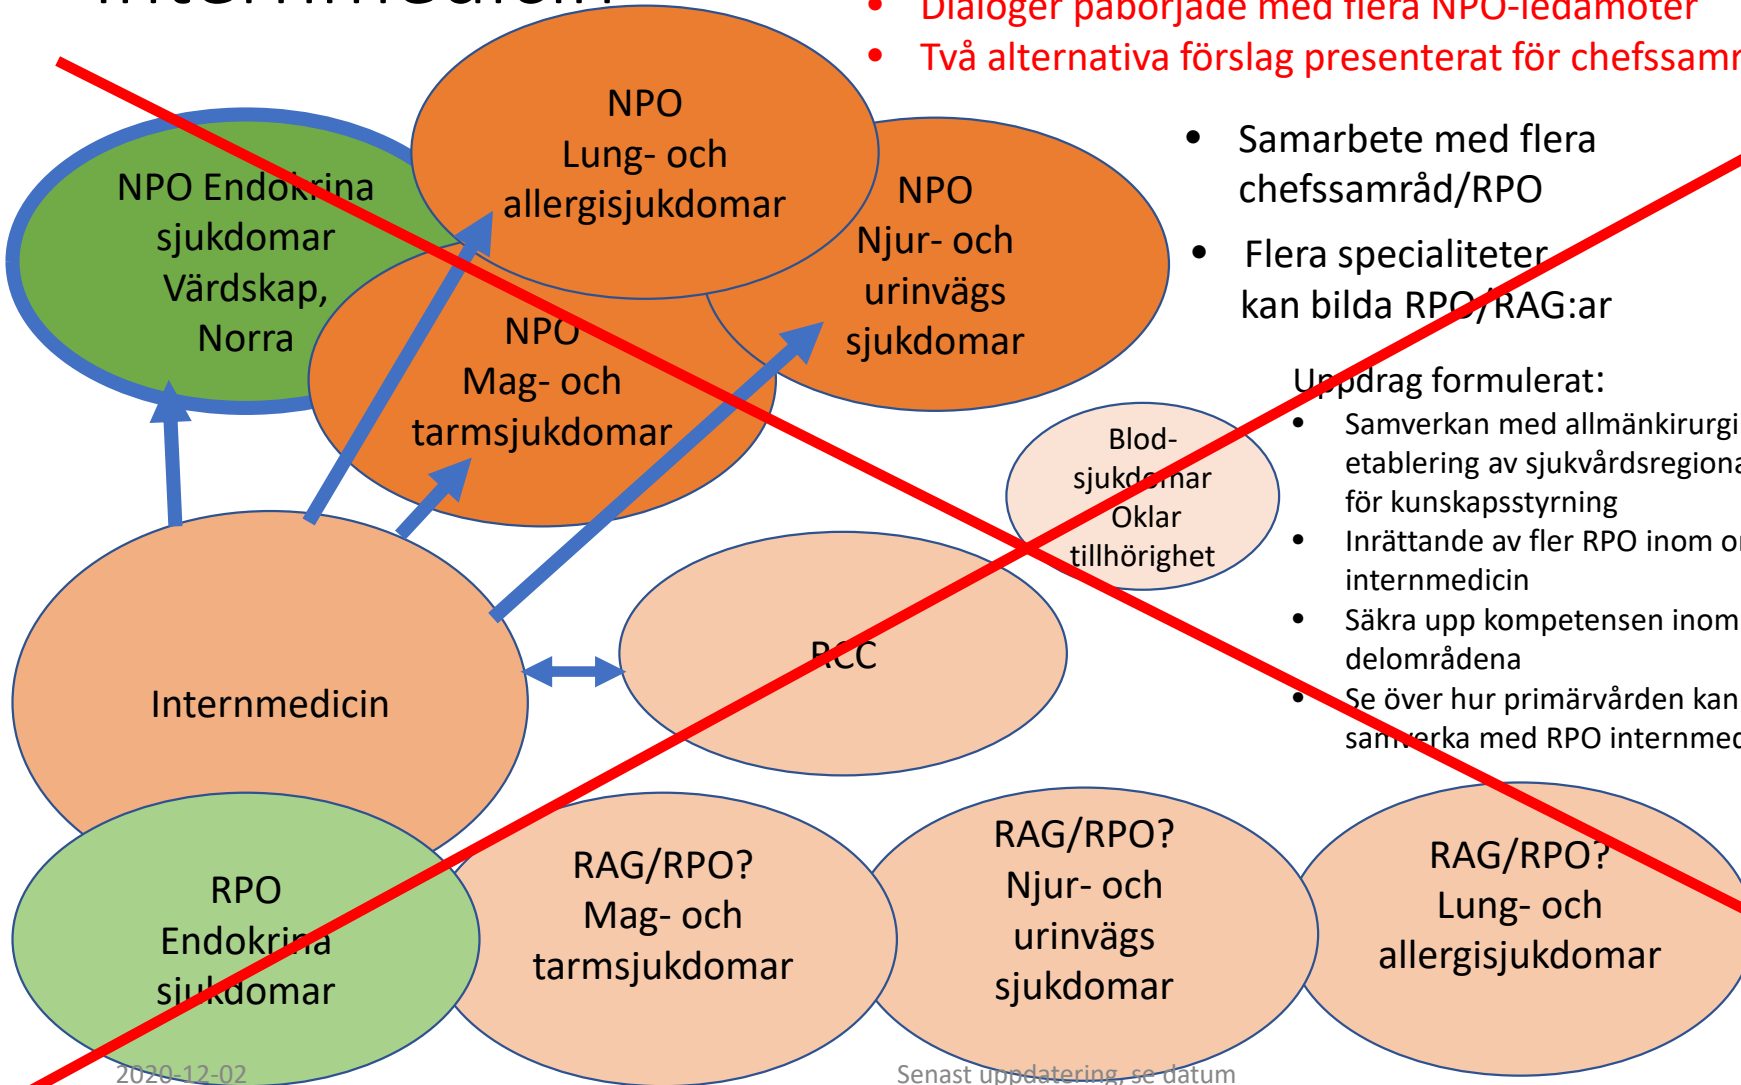 Internmedicin
• Dialoger påbörjade med flera NPO-ledamöter
• Två alternativa förslag presenterat för
NPO
Lung- och
allergisjukdomar
NPO Endokrina
sjukdomar
Värdskap,
Norra
NPO
Njur- och
urinvägs
sjukdomar
NPO
Mag- och
tarmsjukdomar
• Samarbete med flera
chefssamråd/RPO
• Flera specialiteter
kan bilda RPO/RAG:ar
Blod-
sjukdomar
Oklar
tillhörighet
Uppdrag formulerat:
• Samverkan med allmänkirurgi
etablering av
för kunskapsstyrning
• Inrättande av fler RPO inom
internmedicin
• Säkra upp kompetensen inom
delområdena
• Se över hur primärvården kan
samverka med RPO
Internmedicin
RCC
RPO
Endokrina
sjukdomar
RAG/RPO?
Mag- och
tarmsjukdomar
RAG/RPO?
Njur- och
urinvägs
sjukdomar
RAG/RPO?
Lung- och
allergisjukdomar
2020-12-02
Senast uppdatering, se datum